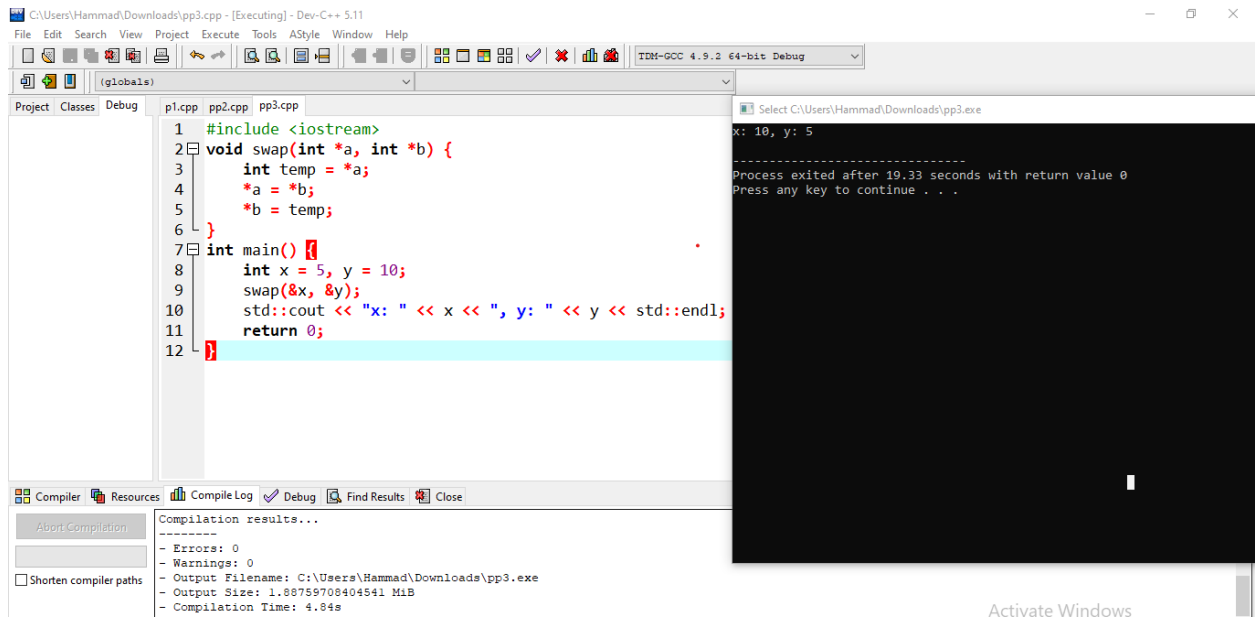 C:\Users\Hammad\Downloads\pp3.cpp - [Executing] - Dev-C++ 5.11
File Edit Search View Project Execute Tools AStyle Window Help
TDM-GCC 4.9.2 64-bit Debug
(globals)
Project Classes Debug p1.cpp pp2.cpp pp3.cpp
1 #include <iostream>
2 void swap(int *a, int *b) {
3 int temp = *a;
4 *a = *b;
5 *b = temp;
6 }
7 int main() {
8 int x = 5, y = 10;
9 swap(&x, &y);
10 std::cout << "x: " << x << ", y: " << y << std::endl;
11 return 0;
12 }
Select C:\Users\Hammad\Downloads\pp3.exe
x: 10, y: 5
--------------------------------
Process exited after 19.33 seconds with return value 0
Press any key to continue . . .
Compiler Resources Compile Log Debug Find Results Close
Abort Compilation
Shorten compiler paths
Compilation results...
--------
- Errors: 0
- Warnings: 0
- Output Filename: C:\Users\Hammad\Downloads\pp3.exe
- Output Size: 1.88759708404541 MiB
- Compilation Time: 4.84s
Activate Windows